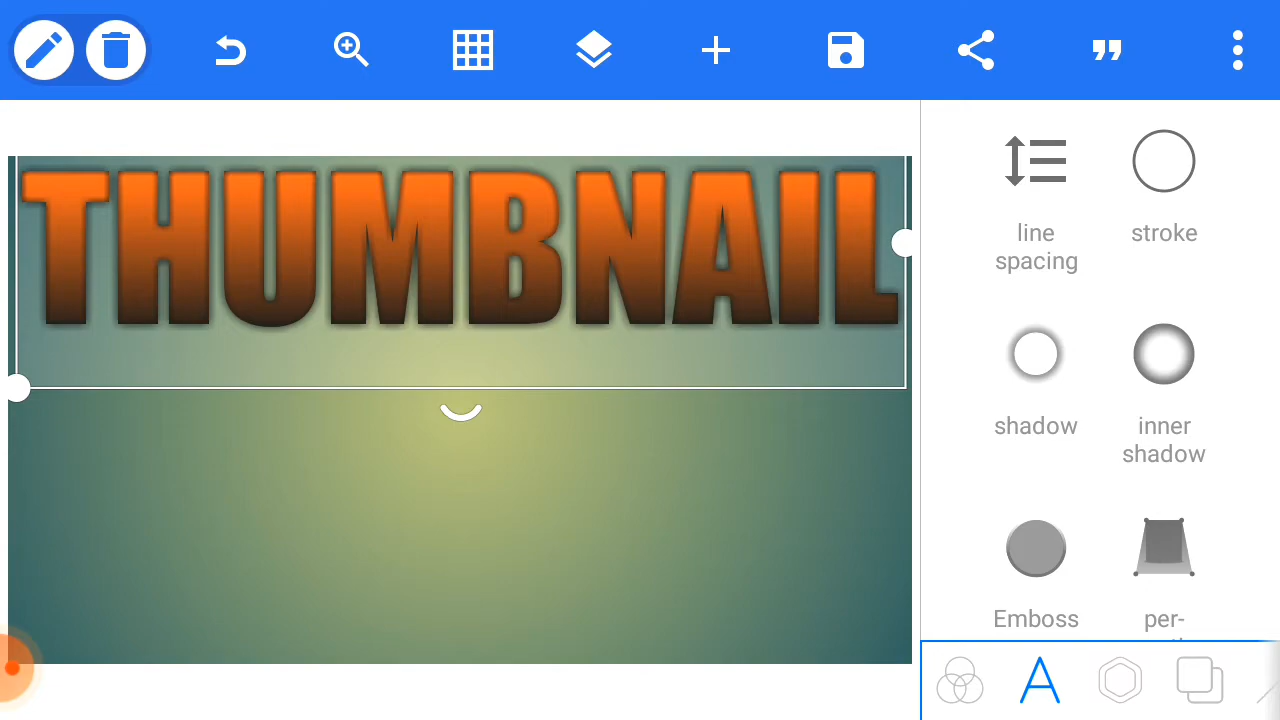 THUMBNAIL
line
spacing
stroke
shadow
inner
shadow
Emboss
per-